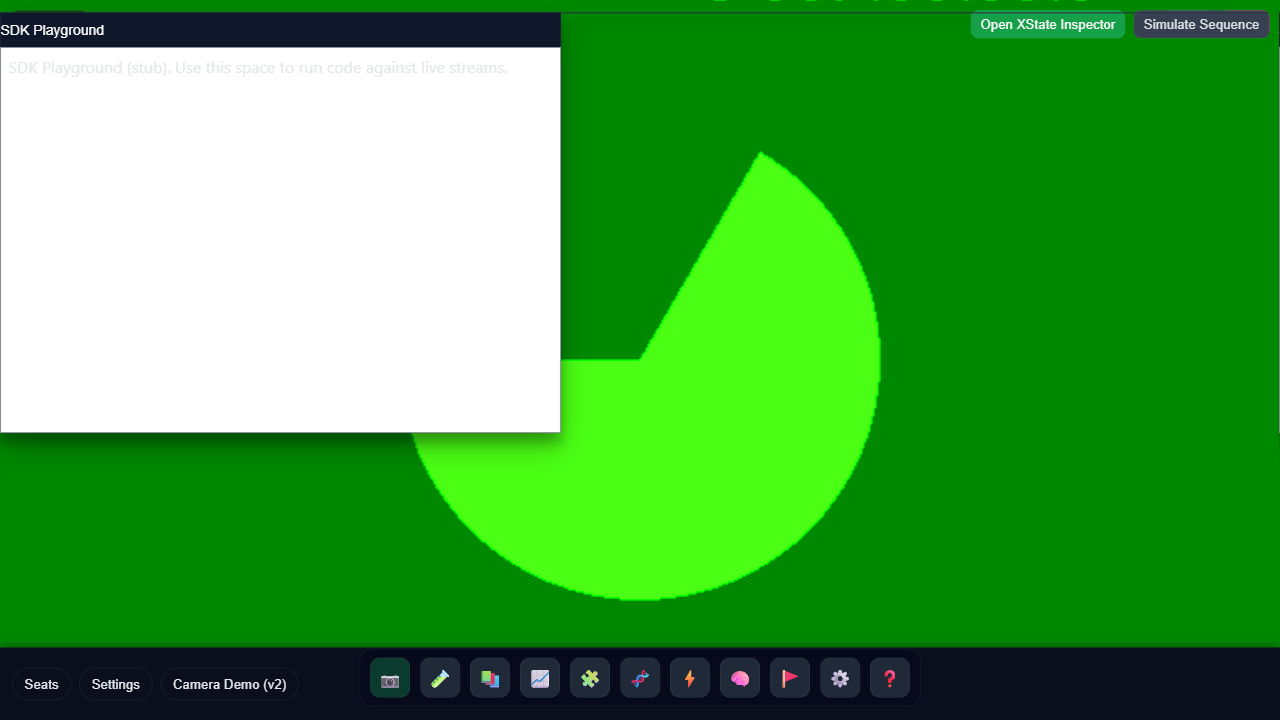 SDK Playground
Open XState Inspector
Simulate Sequence
SDK Playground (stub). Use this space to run code against live streams.
Seats
Settings
Camera Demo (v2)